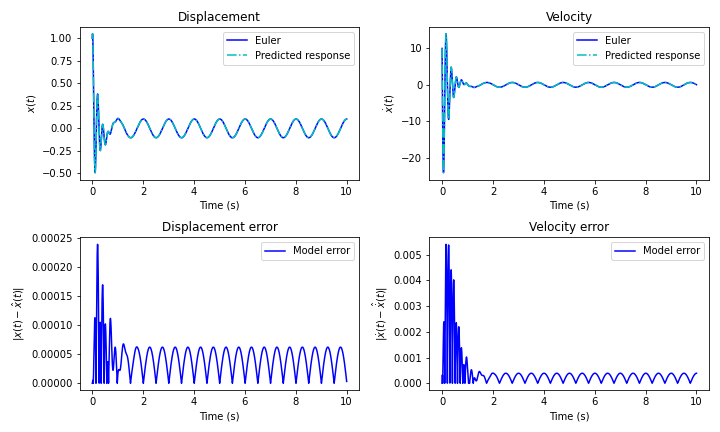 Displacement
1.00
0.75
0.50
0.25
0.00
−0.25
−0.50
x(t)
Euler
Predicted response
0 2 4 6 8 10
Time (s)
Velocity
10
0
−10
−20
ẋ(t)
Euler
Predicted response
0 2 4 6 8 10
Time (s)
Displacement error
0.00025
0.00020
0.00015
0.00010
0.00005
0.00000
|x(t) − x̂(t)|
Model error
0 2 4 6 8 10
Time (s)
Velocity error
0.005
0.004
0.003
0.002
0.001
0.000
|ẋ(t) − ẋ̂(t)|
Model error
0 2 4 6 8 10
Time (s)